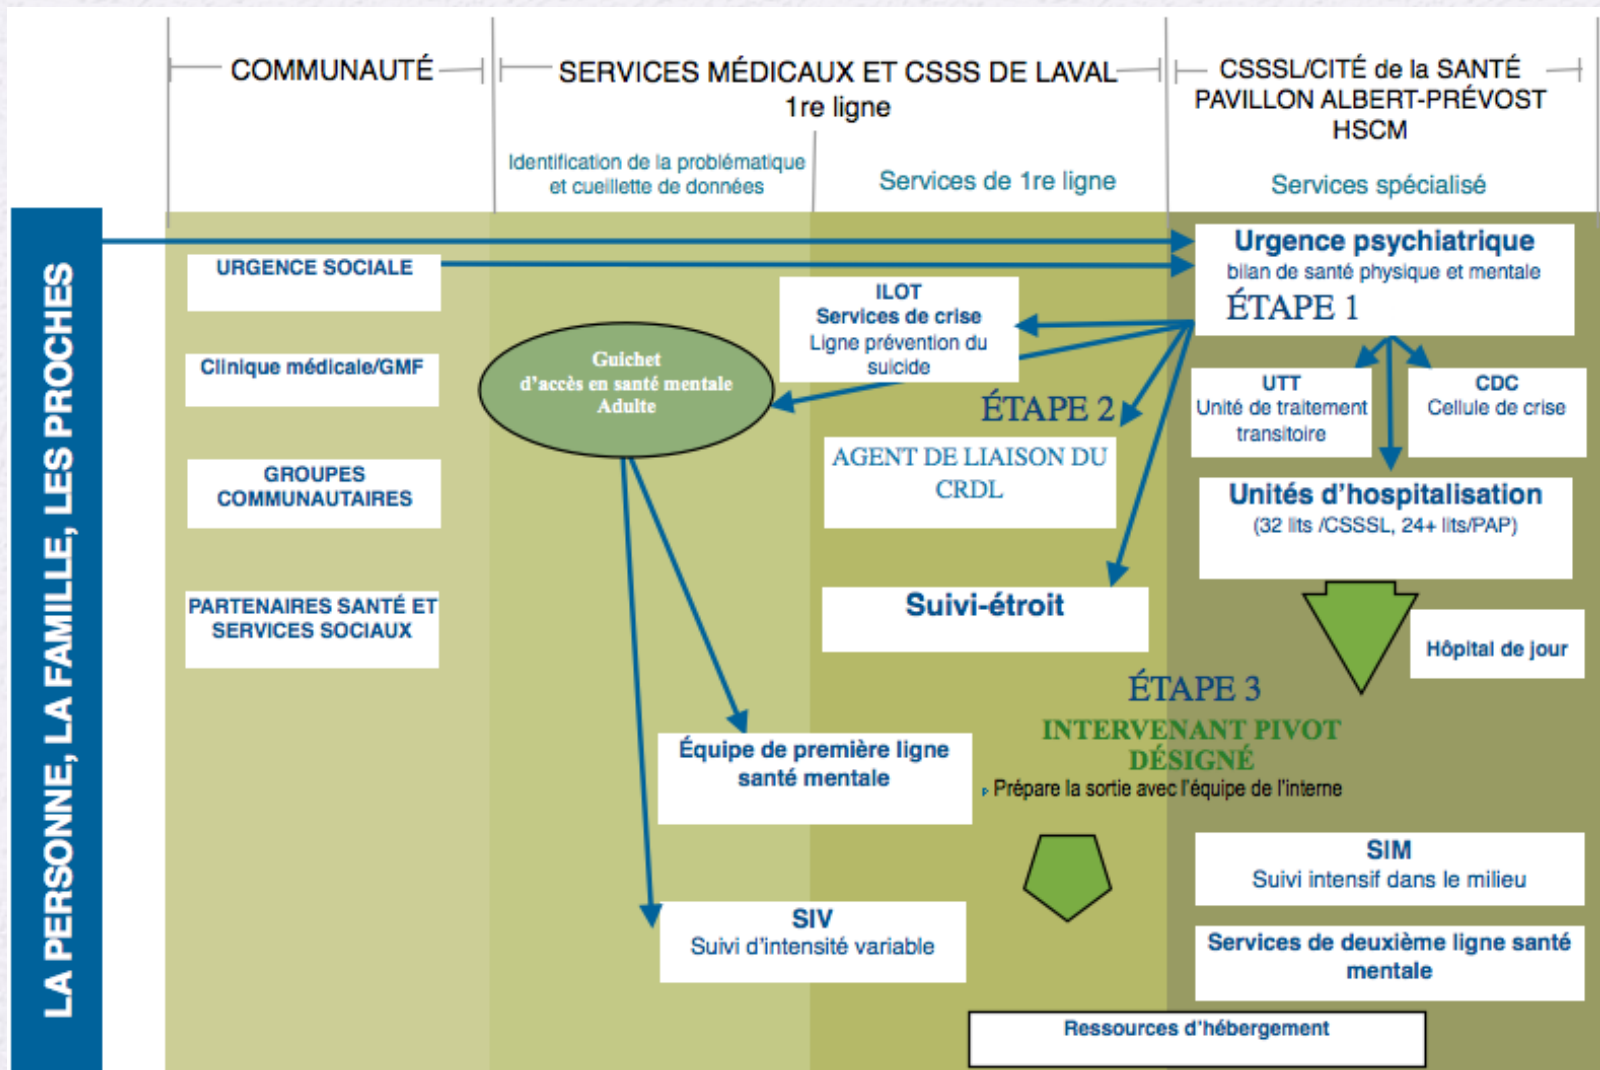 COMMUNAUTÉ
SERVICES MÉDICAUX ET CSSS DE LAVAL
1re ligne
CSSSL/CITÉ de la SANTÉ
PAVILLON ALBERT-PRÉVOST
HSCM
Identification de la problématique
et cueillette de données
Services de 1re ligne
Services spécialisé
LA PERSONNE, LA FAMILLE, LES PROCHES
URGENCE SOCIALE
Clinique médicale/GMF
GROUPES
COMMUNAUTAIRES
PARTENAIRES SANTÉ ET
SERVICES SOCIAUX
Guichet
d'accès en santé mentale
Adulte
ILOT
Services de crise
Ligne prévention du
suicide
ÉTAPE 2
AGENT DE LIAISON DU
CRDL
Suivi-étroit
Urgence psychiatrique
bilan de santé physique et mentale
ÉTAPE 1
UTT
Unité de traitement
transitoire
CDC
Cellule de crise
Unités d'hospitalisation
(32 lits /CSSSL, 24+ lits/PAP)
Hôpital de jour
ÉTAPE 3
INTERVENANT PIVOT
DÉSIGNÉ
Prépare la sortie avec l'équipe de l'interne
Équipe de première ligne
santé mentale
SIV
Suivi d'intensité variable
SIM
Suivi intensif dans le milieu
Services de deuxième ligne santé
mentale
Ressources d'hébergement